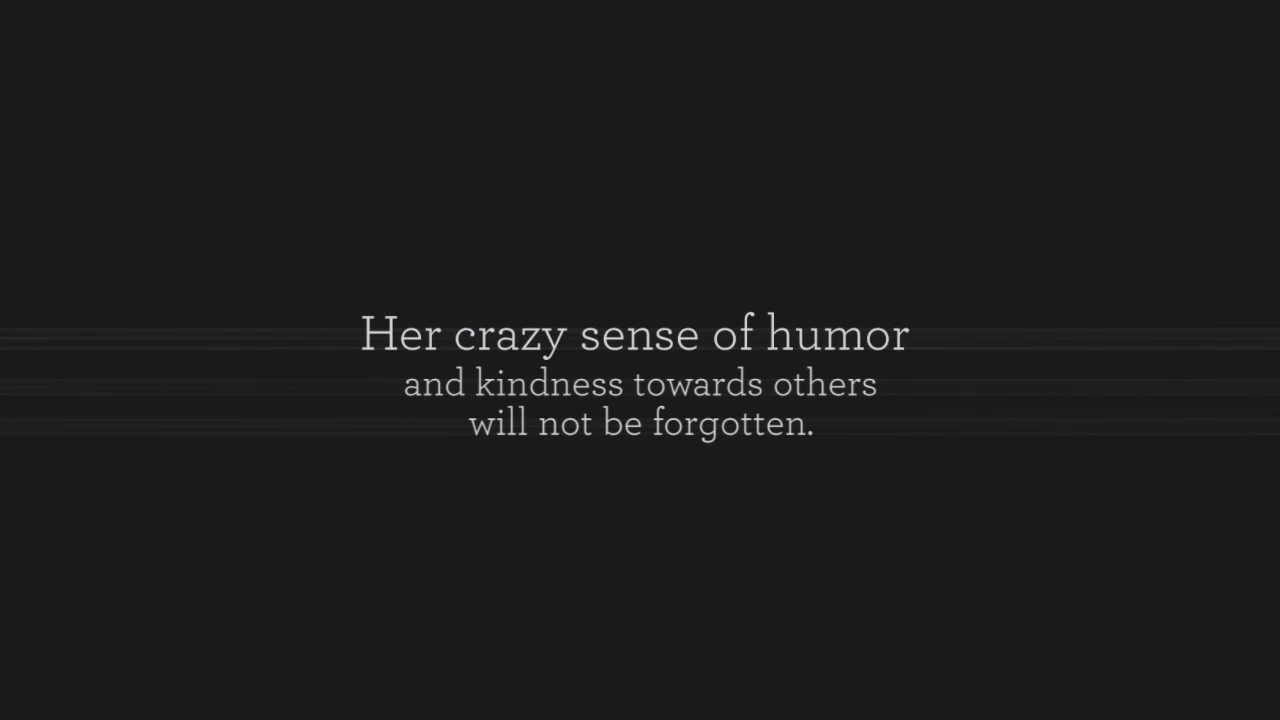 Her crazy sense of humor
and kindness towards others
will not be forgotten.